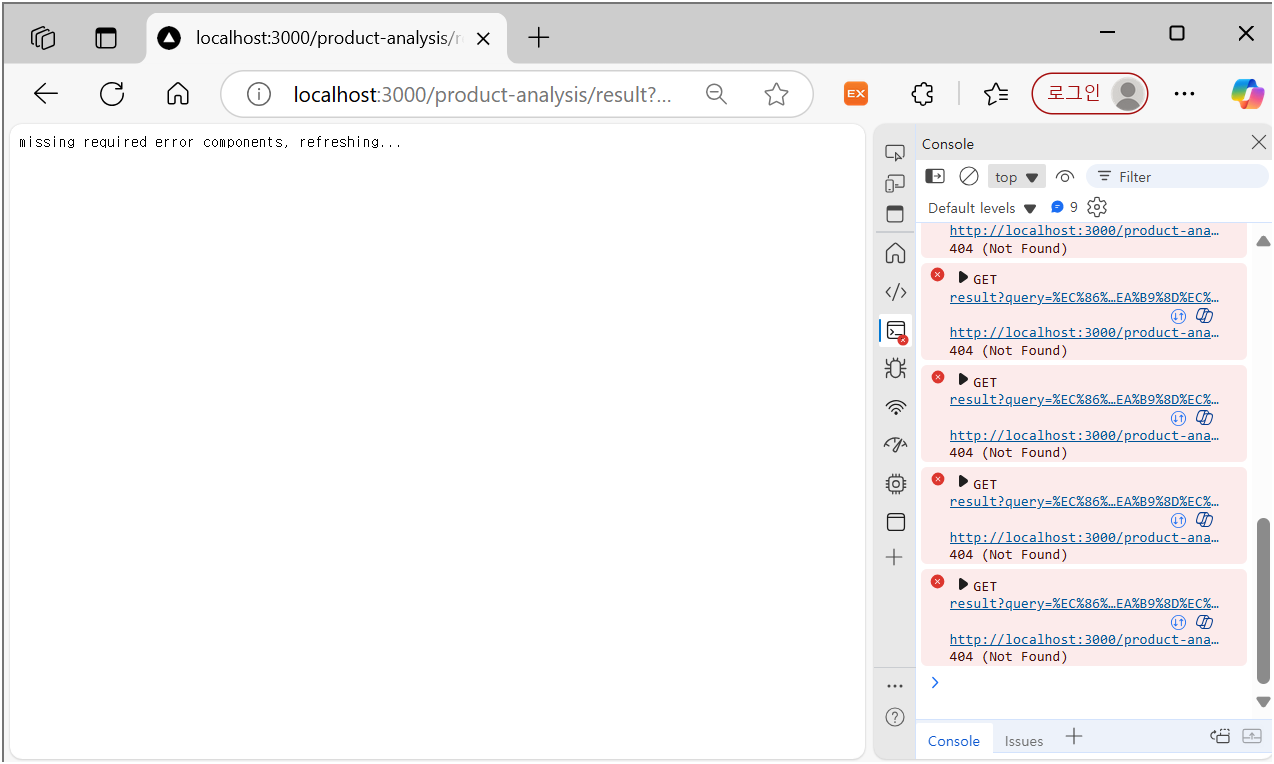 localhost:3000/product-analysis/r
localhost:3000/product-analysis/result?...
EX
로그인
missing required error components, refreshing...
Console
top
Filter
Default levels
9
http://localhost:3000/product-ana…
404 (Not Found)
GET
result?query=%EC%86%…EA%B9%8D%EC%…
http://localhost:3000/product-ana…
404 (Not Found)
GET
result?query=%EC%86%…EA%B9%8D%EC%…
http://localhost:3000/product-ana…
404 (Not Found)
GET
result?query=%EC%86%…EA%B9%8D%EC%…
http://localhost:3000/product-ana…
404 (Not Found)
GET
result?query=%EC%86%…EA%B9%8D%EC%…
http://localhost:3000/product-ana…
404 (Not Found)
Console
Issues